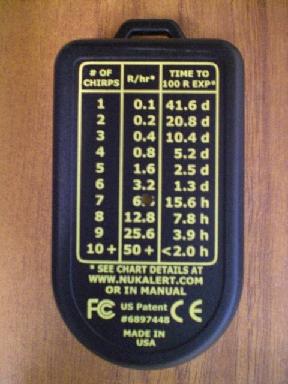 # OF CHIRPS R/hr* TIME TO 100 R EXP*
1 0.1 41.6 d
2 0.2 20.8 d
3 0.4 10.4 d
4 0.8 5.2 d
5 1.6 2.5 d
6 3.2 1.3 d
7 15.6 h
8 12.8 7.8 h
9 25.6 3.9 h
10 + 50 + <2.0 h
* SEE CHART DETAILS AT
WWW.NUKALERT.COM
OR IN MANUAL
FC US Patent CE
#6897448
MADE IN
USA